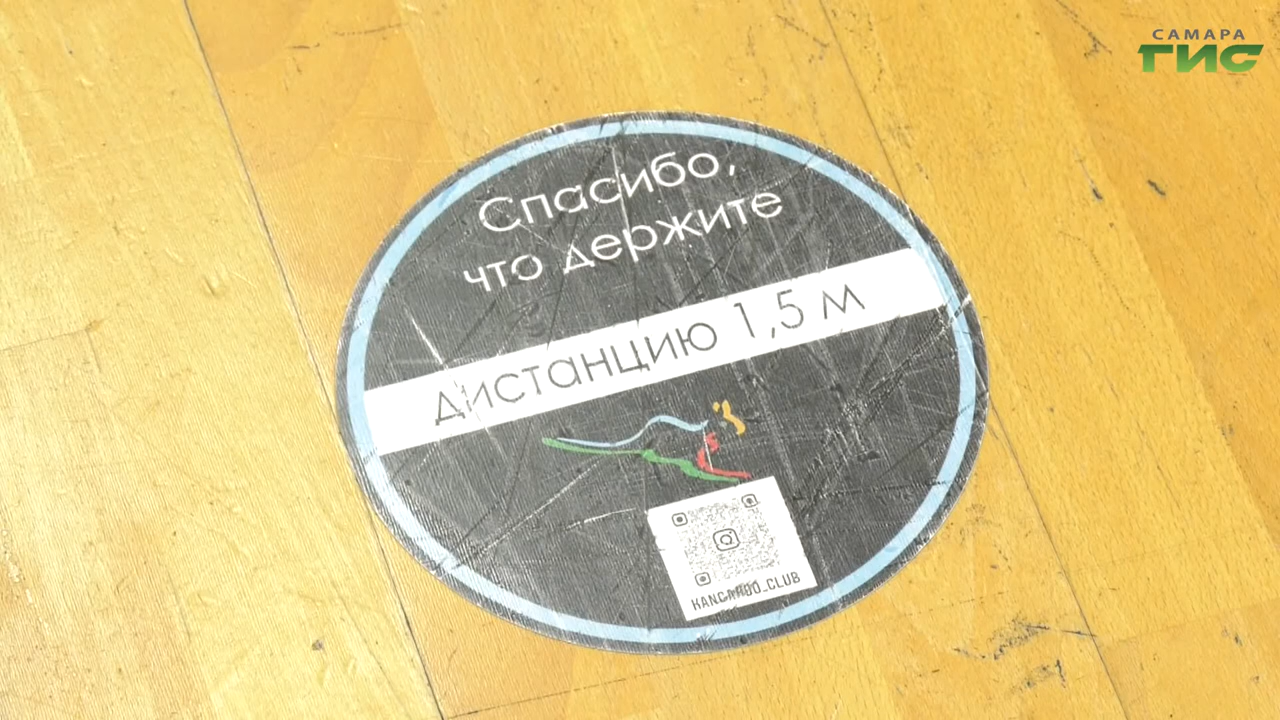 САМАРА
ГИС
Спасибо,
что держите
дистанцию 1,5 м
KANGAROO_CLUB